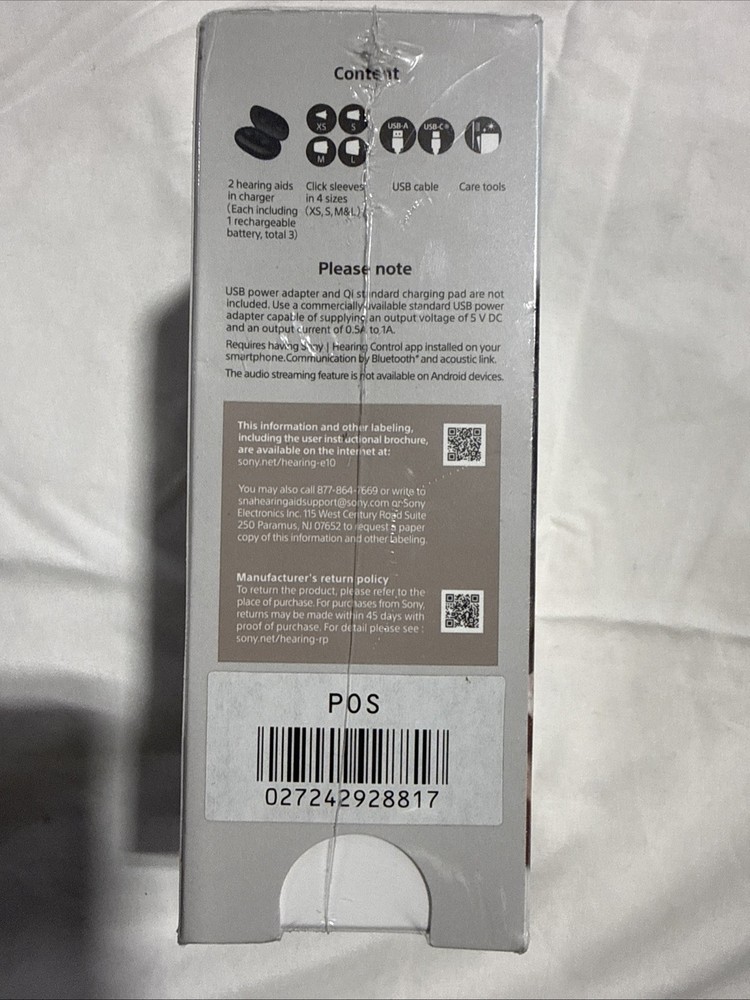 Content
XS S
M L
USB-A USB-C®
2 hearing aids
in charger
(Each including
1 rechargeable
battery, total 3)
Click sleeves
in 4 sizes
(XS, S, M&L)
USB cable
Care tools
Please note
USB power adapter and Qi standard charging pad are not
included. Use a commercially available standard USB power
adapter capable of supplying an output voltage of 5 V DC
and an output current of 0.5A to 1A.
Requires having Sony | Hearing Control app installed on your
smartphone.Communication by Bluetooth® and acoustic link.
The audio streaming feature is not available on Android devices.
This information and other labeling,
including the user instructional brochure,
are available on the internet at:
sony.net/hearing-e10
You may also call 877-864-7669 or write to
snahearingaidsupport@sony.com or Sony
Electronics Inc. 115 West Century Road Suite
250 Paramus, NJ 07652 to request a paper
copy of this information and other labeling.
Manufacturer's return policy
To return the product, please refer to the
place of purchase. For purchases from Sony,
returns may be made within 45 days with
proof of purchase. For detail please see :
sony.net/hearing-rp
POS
027242928817